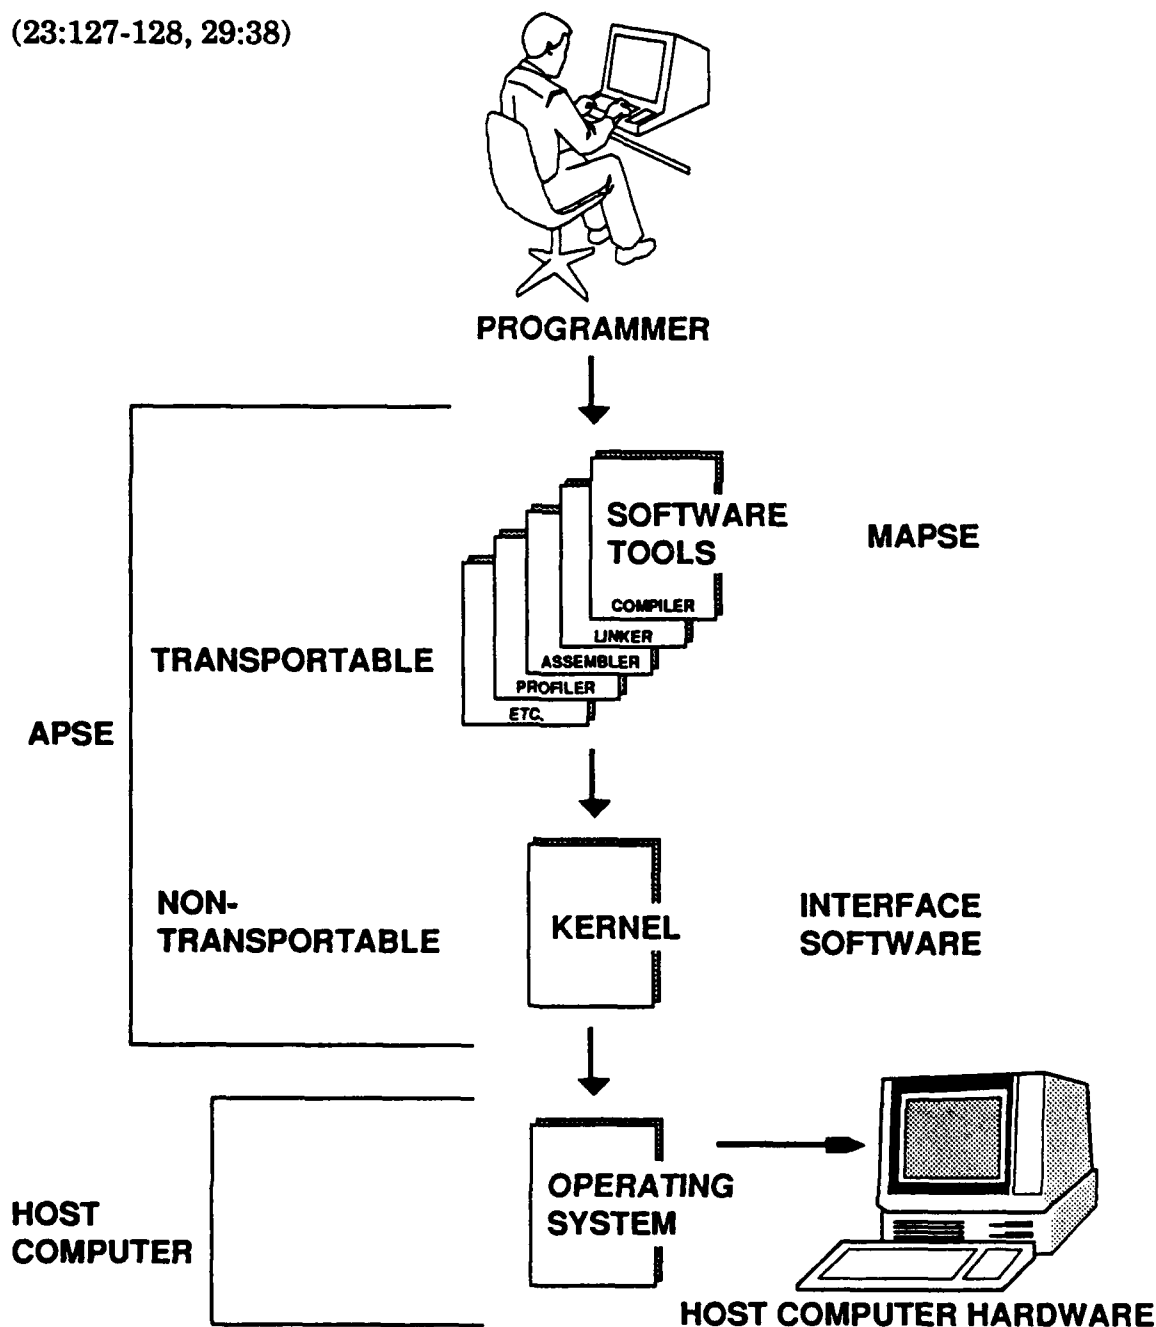 (23:127-128, 29:38)
PROGRAMMER
SOFTWARE
TOOLS
MAPSE
COMPILER
LINKER
ASSEMBLER
PROFILER
ETC.
TRANSPORTABLE
APSE
NON-
TRANSPORTABLE
KERNEL
INTERFACE
SOFTWARE
OPERATING
SYSTEM
HOST
COMPUTER
HOST COMPUTER HARDWARE